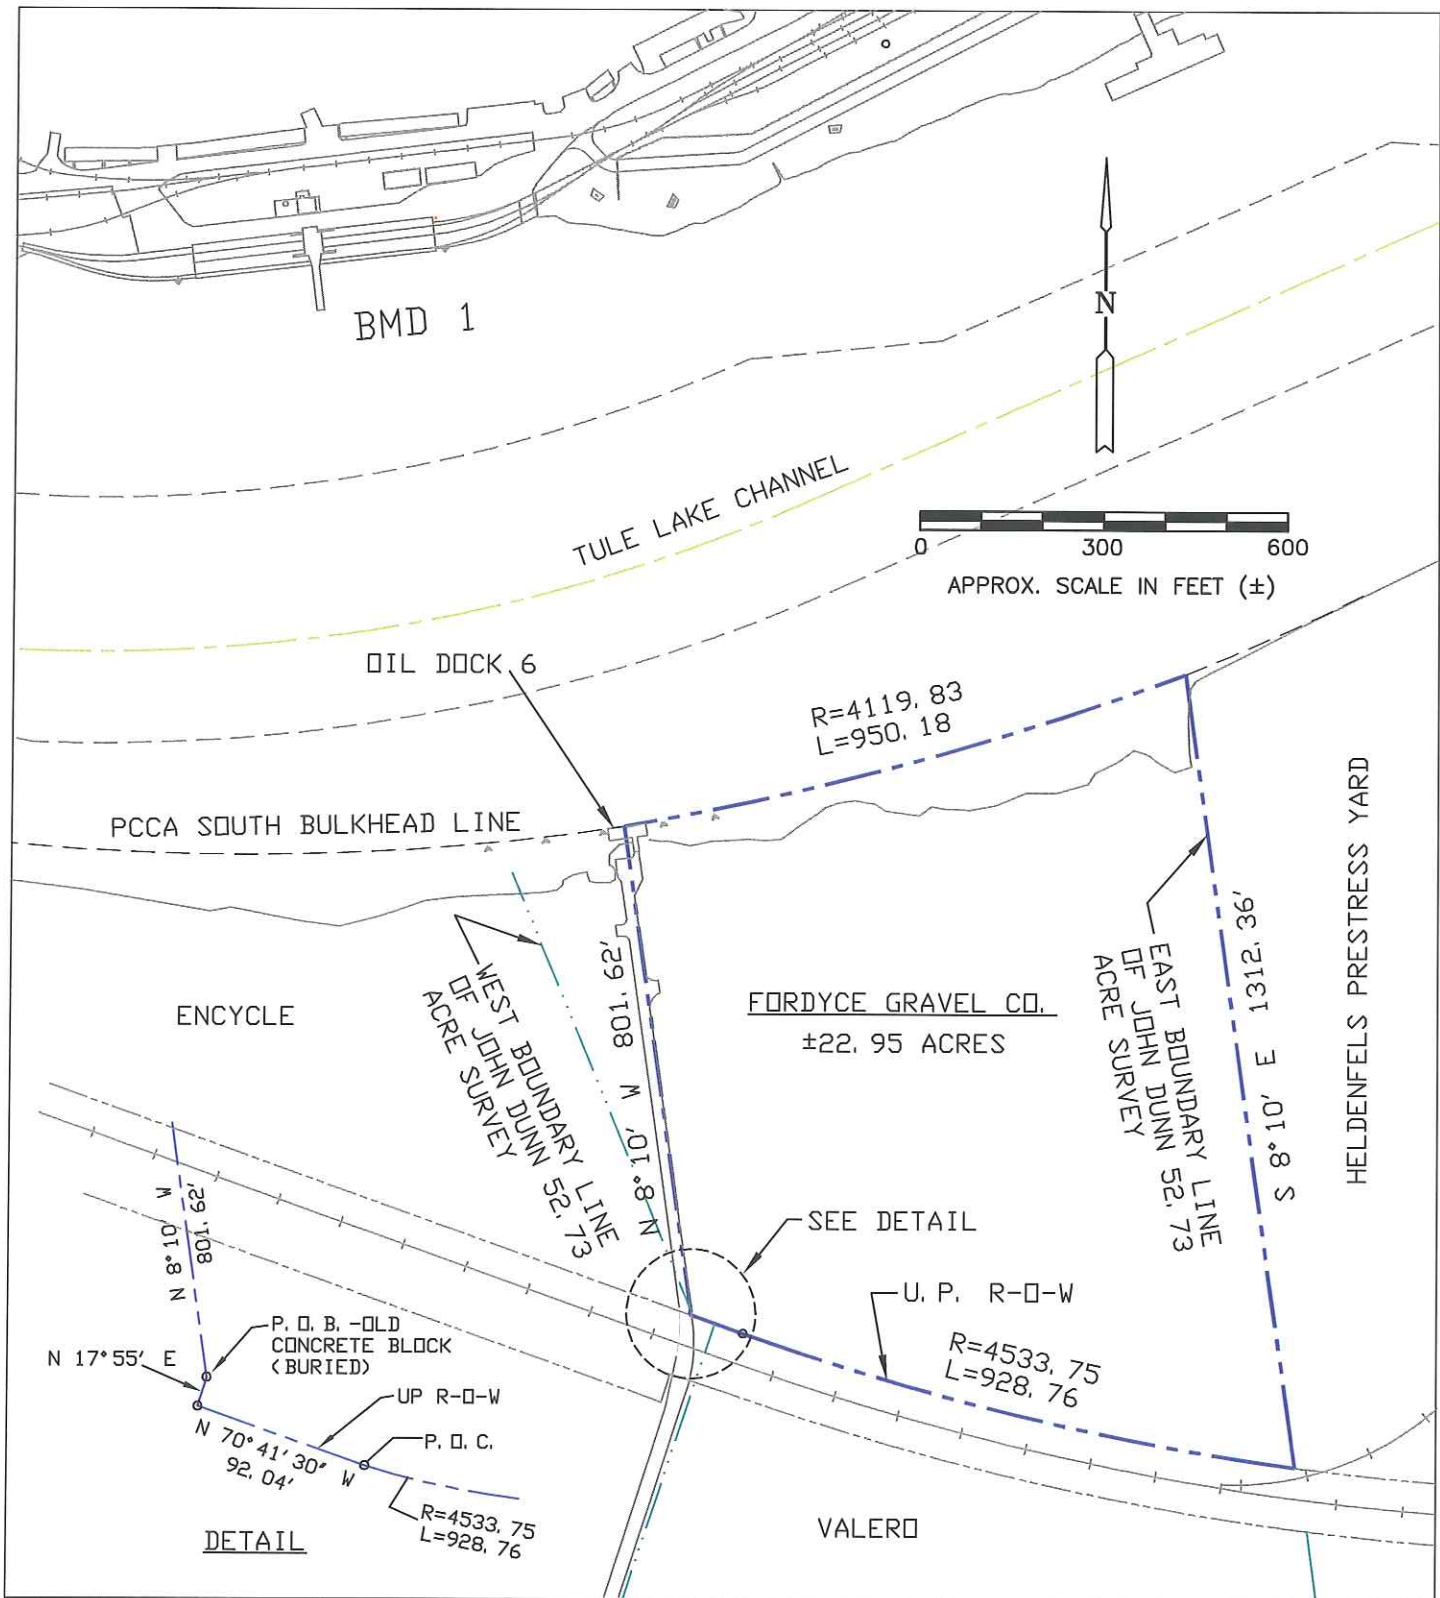 BMD 1
N
TULE LAKE CHANNEL
0 300 600
APPROX. SCALE IN FEET (±)
OIL DOCK 6
R=4119.83
L=950.18
PCCA SOUTH BULKHEAD LINE
HELDENFELS PRESTRESS YARD
ENCYCLE
WEST BOUNDARY LINE
OF JOHN DUNN 52.73
ACRE SURVEY
N 8°10' W 801.62'
FORDYCE GRAVEL CO.
±22.95 ACRES
EAST BOUNDARY LINE
OF JOHN DUNN 52.73
ACRE SURVEY
S 8°10' E 1312.36'
SEE DETAIL
U.P. R-O-W
R=4533.75
L=928.76
N 8°10 W
801.62'
P.O.B.-OLD
CONCRETE BLOCK
(BURIED)
N 17°55' E
UP R-O-W
P.O.C.
N 70°41'30" W
92.04'
R=4533.75
L=928.76
DETAIL
VALERO